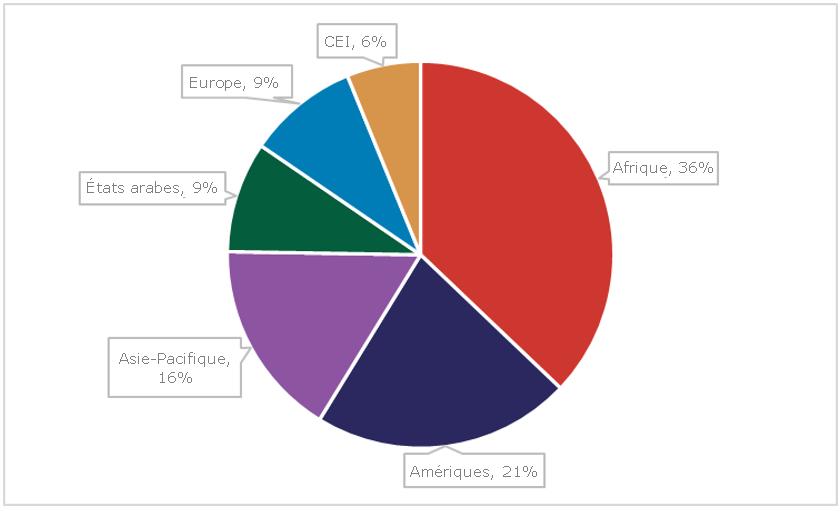 CEI, 6%
Europe, 9%
Afrique, 36%
États arabes, 9%
Asie-Pacifique,
16%
Amériques, 21%